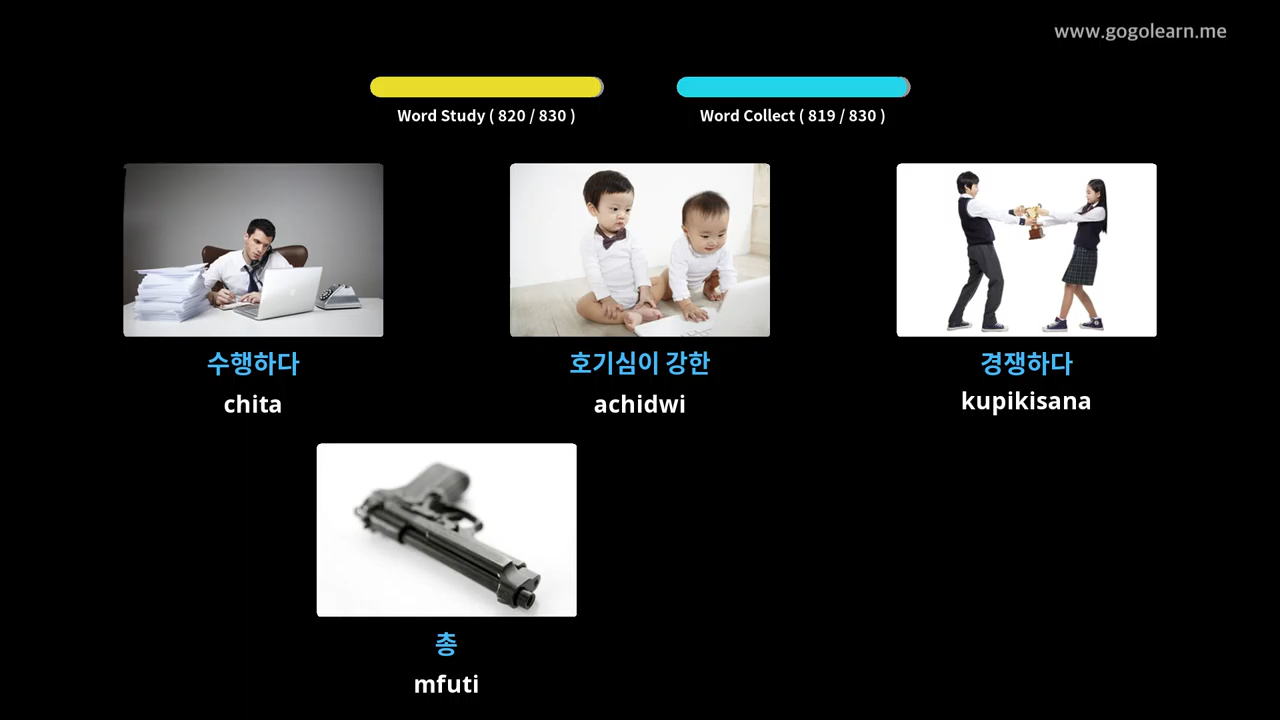 www.gogolearn.me
Word Study ( 820 / 830 )
Word Collect ( 819 / 830 )
수행하다
chita
호기심이 강한
achidwi
경쟁하다
kupikisana
총
mfuti